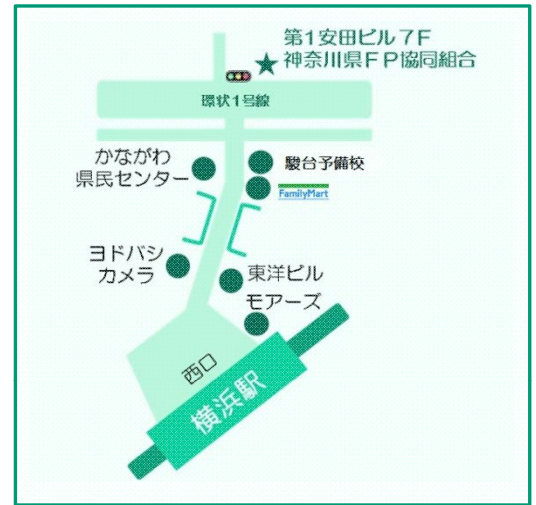 第1安田ビル7F
神奈川県FP協同組合
環状1号線
かながわ
県民センター
駿台予備校
FamilyMart
ヨドバシ
カメラ
東洋ビル
モアーズ
西口
横浜駅